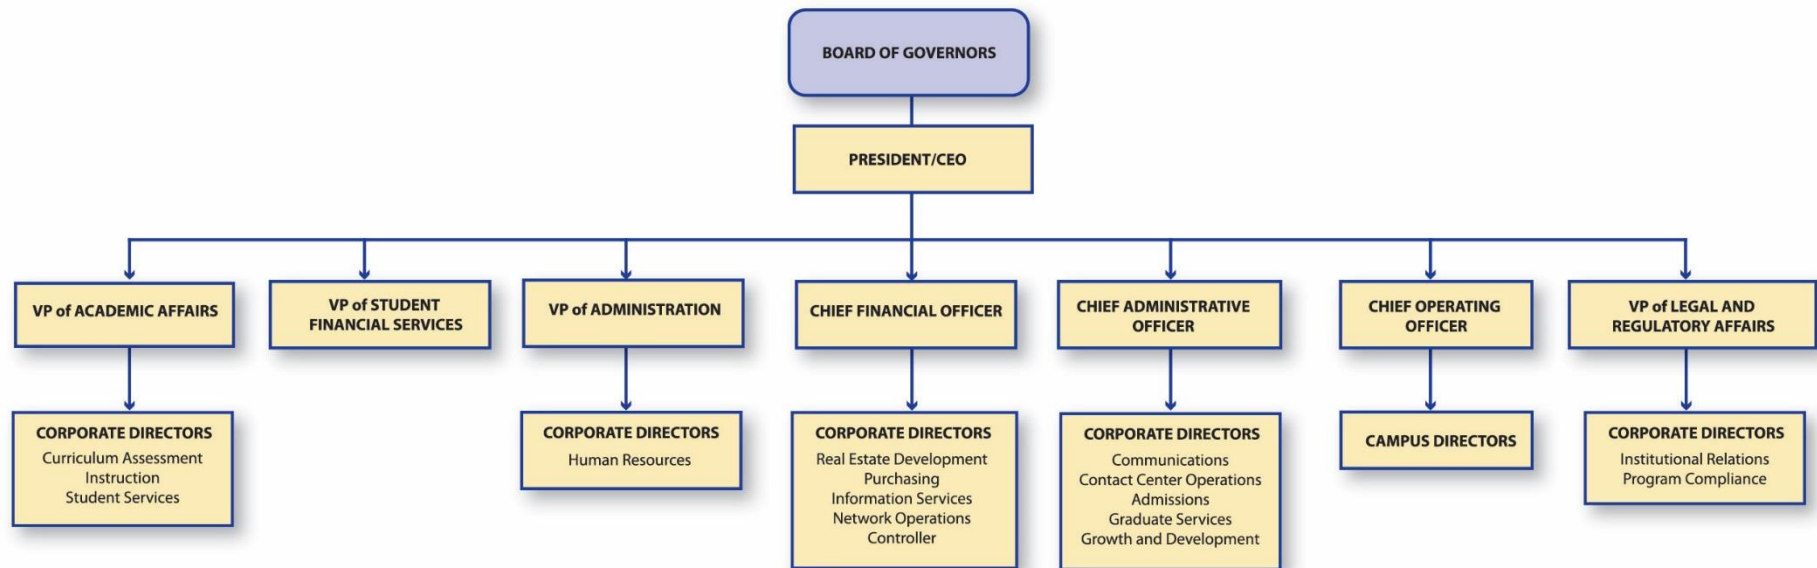 BOARD OF GOVERNORS
PRESIDENT/CEO
VP of ACADEMIC AFFAIRS
VP of STUDENT
FINANCIAL SERVICES
VP of ADMINISTRATION
CHIEF FINANCIAL OFFICER
CHIEF ADMINISTRATIVE
OFFICER
CHIEF OPERATING
OFFICER
VP of LEGAL AND
REGULATORY AFFAIRS
CORPORATE DIRECTORS
Curriculum Assessment
Instruction
Student Services
CORPORATE DIRECTORS
Human Resources
CORPORATE DIRECTORS
Real Estate Development
Purchasing
Information Services
Network Operations
Controller
CORPORATE DIRECTORS
Communications
Contact Center Operations
Admissions
Graduate Services
Growth and Development
CAMPUS DIRECTORS
CORPORATE DIRECTORS
Institutional Relations
Program Compliance